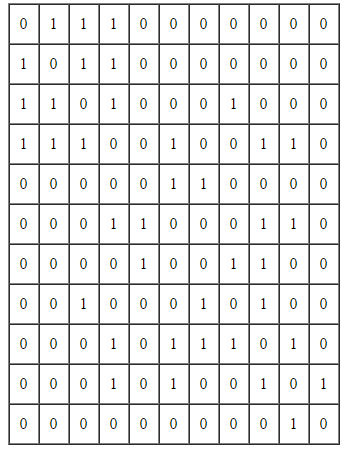 0 1 1 1 0 0 0 0 0 0 0
1 0 1 1 0 0 0 0 0 0 0
1 1 0 1 0 0 0 1 0 0 0
1 1 1 0 0 1 0 0 1 1 0
0 0 0 0 0 1 1 0 0 0 0
0 0 0 1 1 0 0 0 1 1 0
0 0 0 0 1 0 0 1 1 0 0
0 0 1 0 0 0 1 0 1 0 0
0 0 0 1 0 1 1 1 0 1 0
0 0 0 1 0 1 0 0 1 0 1
0 0 0 0 0 0 0 0 0 1 0